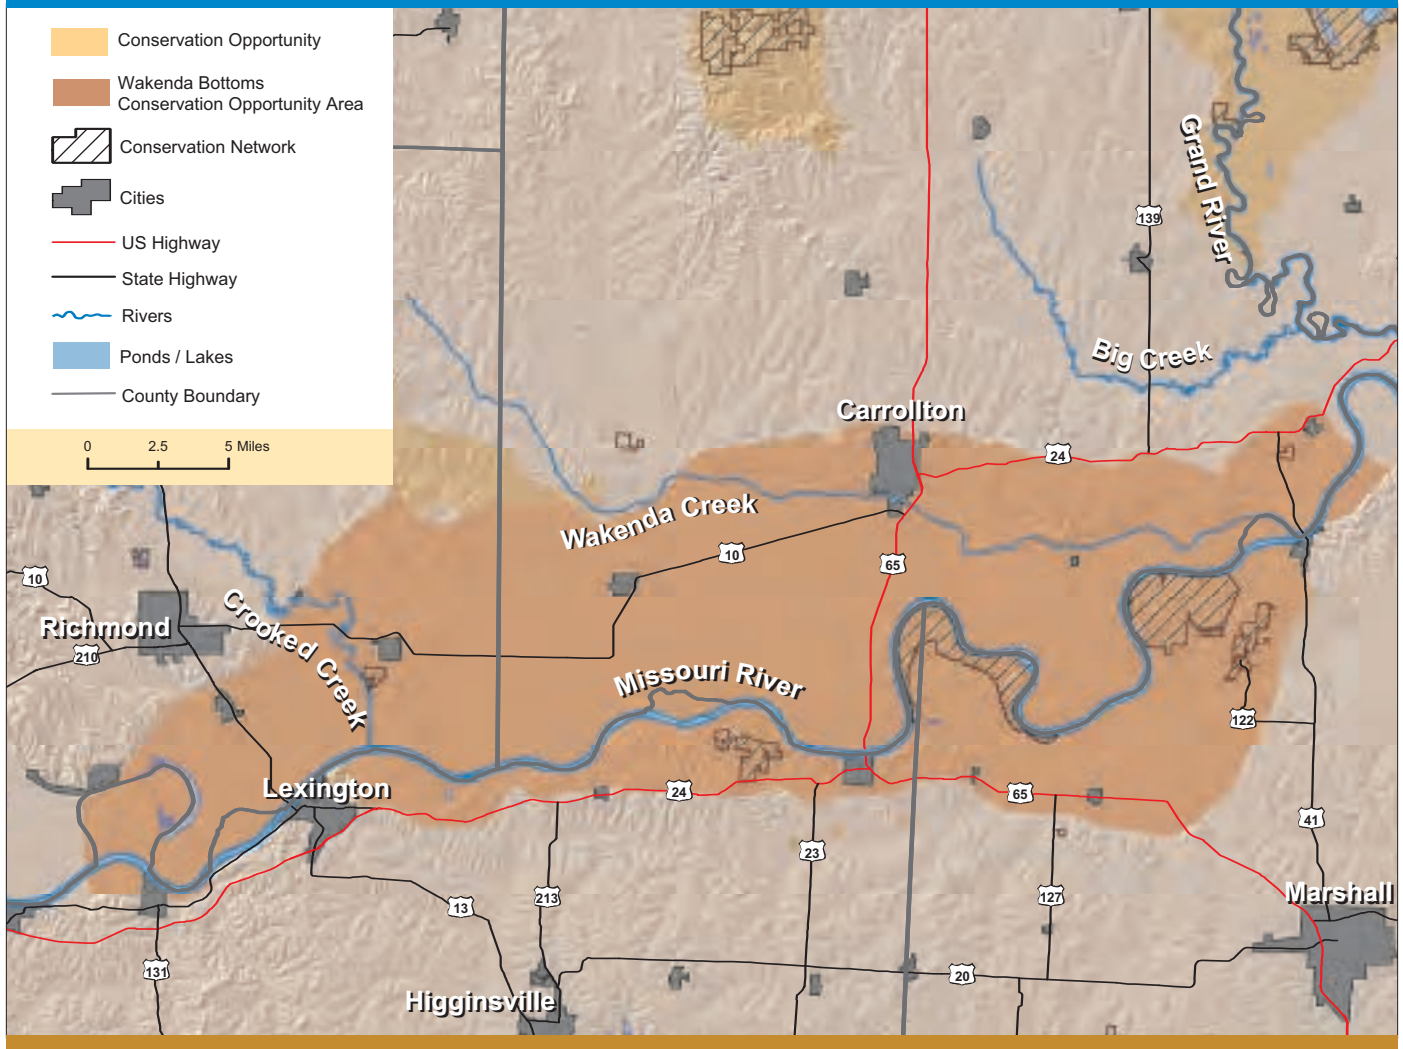 Conservation Opportunity
Wakenda Bottoms
Conservation Opportunity Area
Conservation Network
Cities
US Highway
State Highway
Rivers
Ponds / Lakes
County Boundary
0 2.5 5 Miles
139
Grand River
Big Creek
Carrollton
24
Wakenda Creek
10
65
10
Richmond
210
Crooked Creek
Missouri River
122
Lexington
24
65
41
23
213
13
127
Marshall
131
20
Higginsville